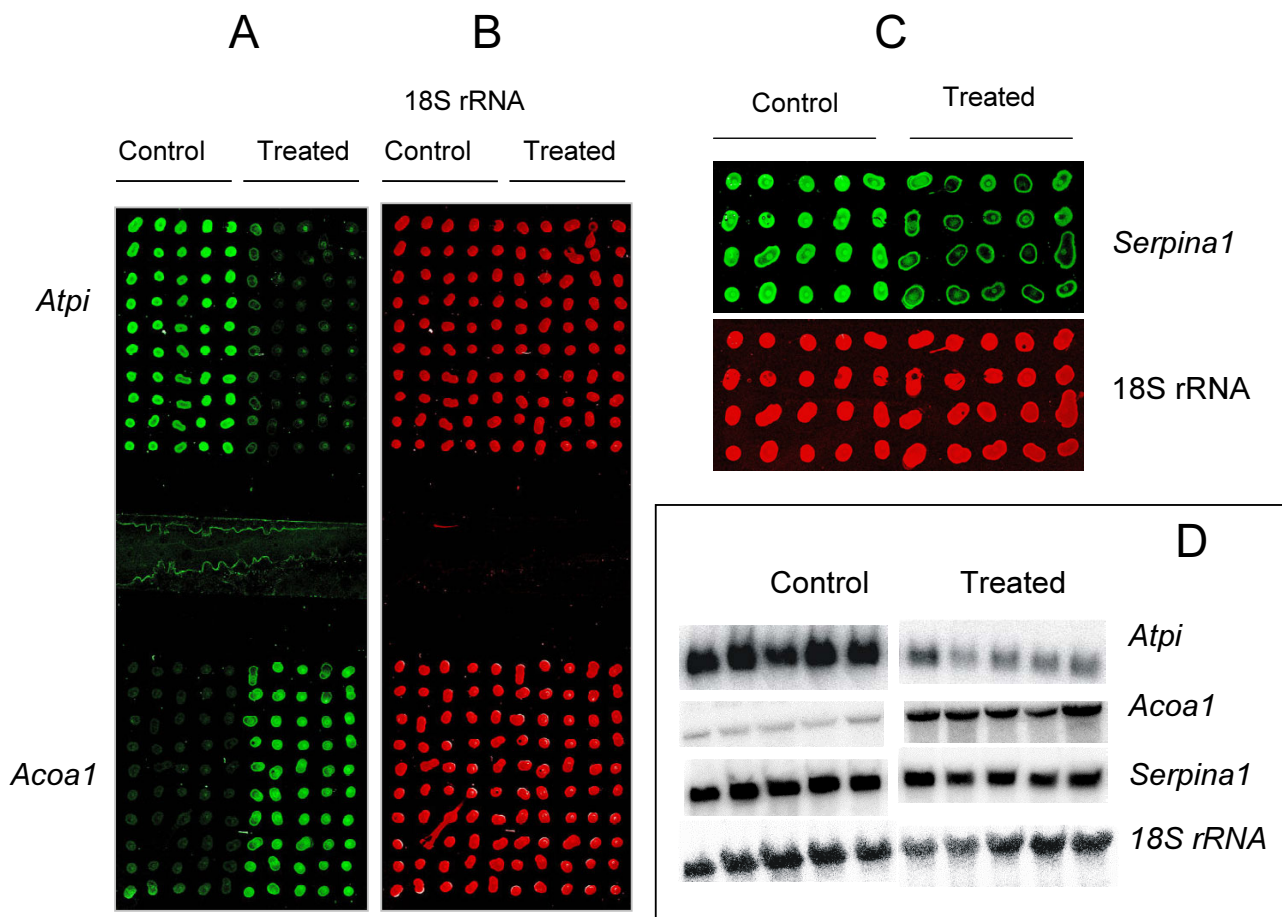 A
B
18S rRNA
Control
Treated
Control
Treated
Atpi
Acoa1
C
Control
Treated
Serpina1
18S rRNA
D
Control
Treated
Atpi
Acoa1
Serpina1
18S rRNA